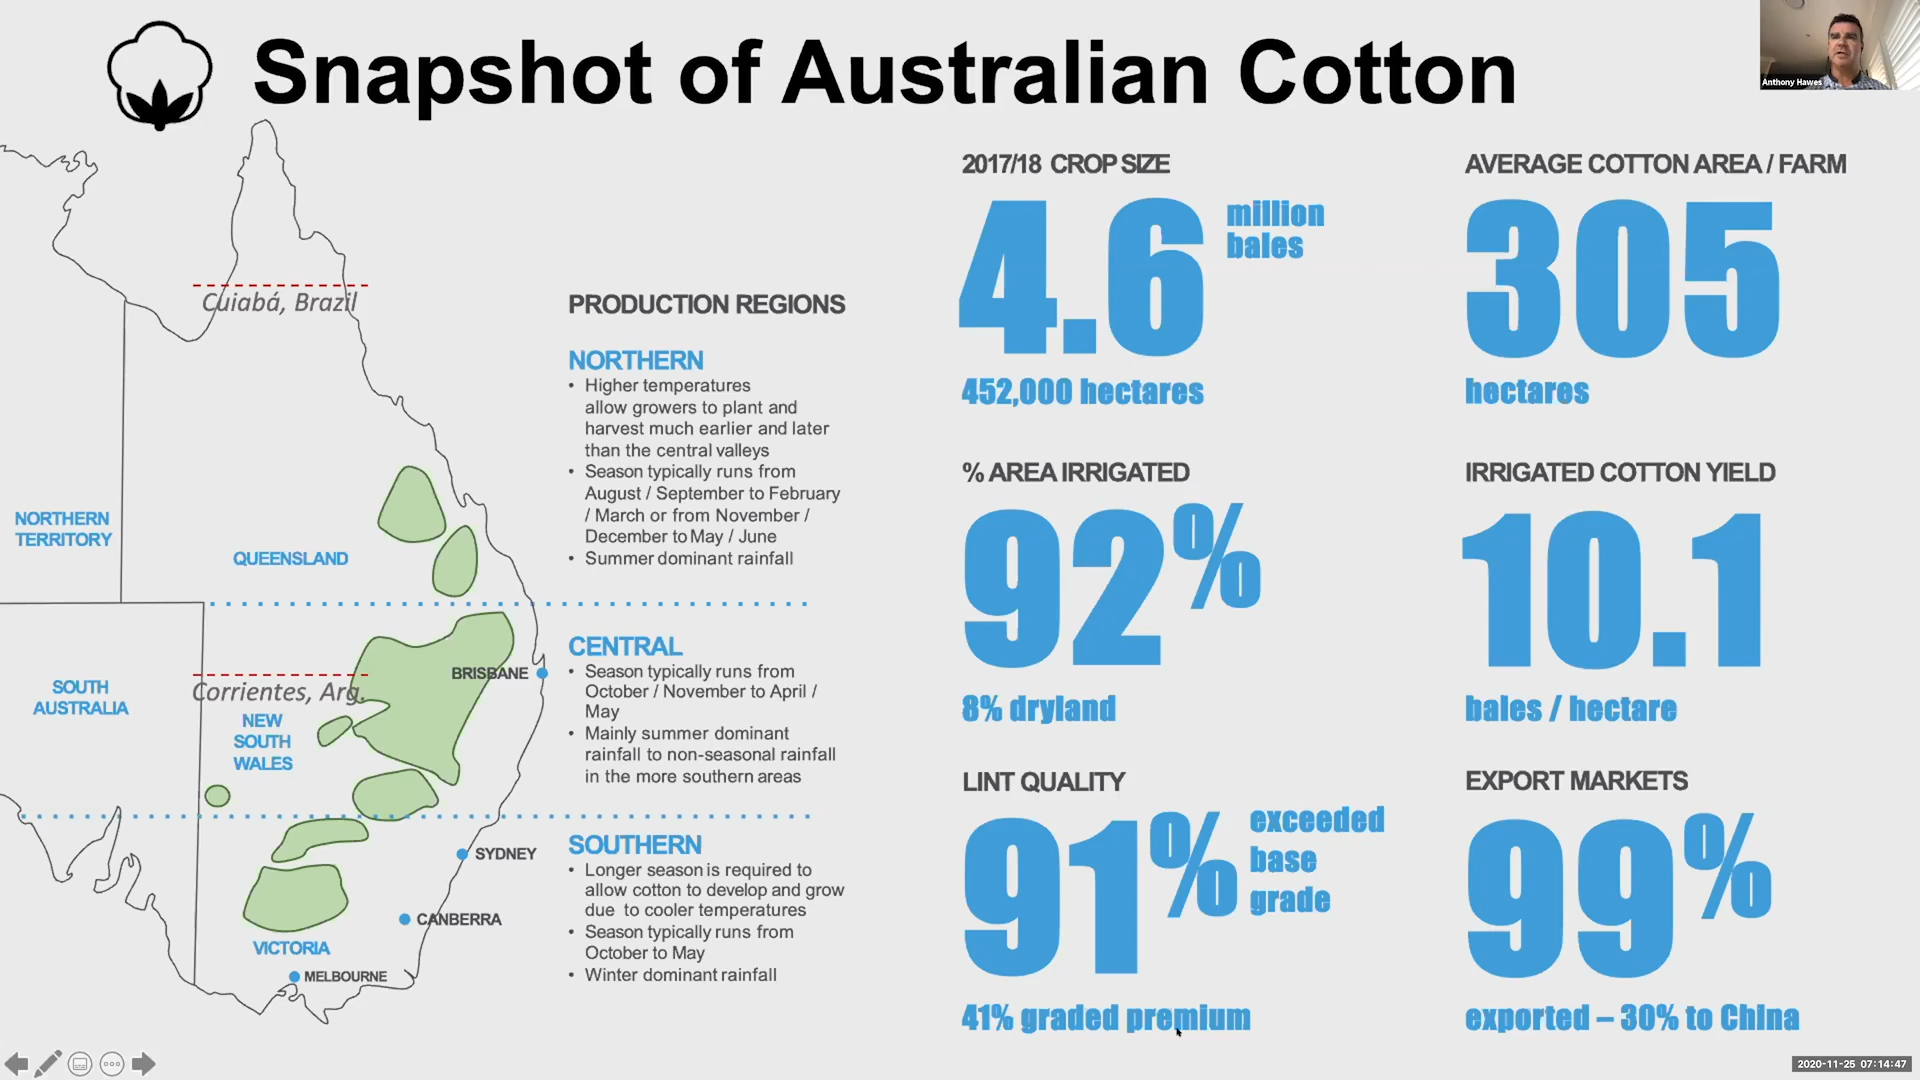 Snapshot of Australian Cotton
Anthony Hawes
Cuiabá, Brazil
NORTHERN
TERRITORY
QUEENSLAND
BRISBANE
SOUTH
AUSTRALIA
Corrientes, Arg.
NEW
SOUTH
WALES
SYDNEY
CANBERRA
VICTORIA
MELBOURNE
PRODUCTION REGIONS
NORTHERN
• Higher temperatures
allow growers to plant and
harvest much earlier and later
than the central valleys
• Season typically runs from
August / September to February
/ March or from November /
December to May / June
• Summer dominant rainfall
CENTRAL
• Season typically runs from
October / November to April /
May
• Mainly summer dominant
rainfall to non-seasonal rainfall
in the more southern areas
SOUTHERN
• Longer season is required to
allow cotton to develop and grow
due to cooler temperatures
• Season typically runs from
October to May
• Winter dominant rainfall
2017/18 CROP SIZE
4.6 million
bales
452,000 hectares
AVERAGE COTTON AREA / FARM
305
hectares
% AREA IRRIGATED
92%
8% dryland
IRRIGATED COTTON YIELD
10.1
bales / hectare
LINT QUALITY
91% exceeded
base
grade
41% graded premium
EXPORT MARKETS
99%
exported – 30% to China
2020-11-25 07:14:47